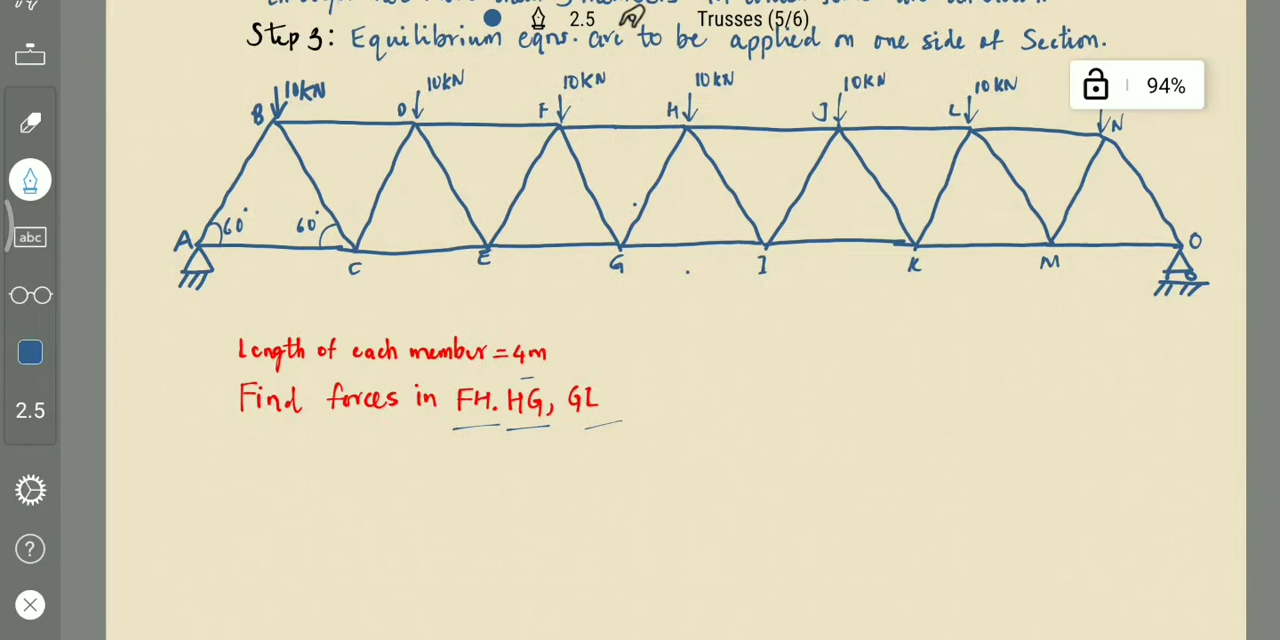 2.5 Trusses (5/6)
Step 3: Equilibrium eqns. are to be applied on one side of Section.
94%
10KN 10KN 10KN 10KN 10KN 10KN
B D F H J L N
abc
60° 60°
A C E G I K M O
Length of each member = 4m
Find forces in FH. HG, GI
2.5
?